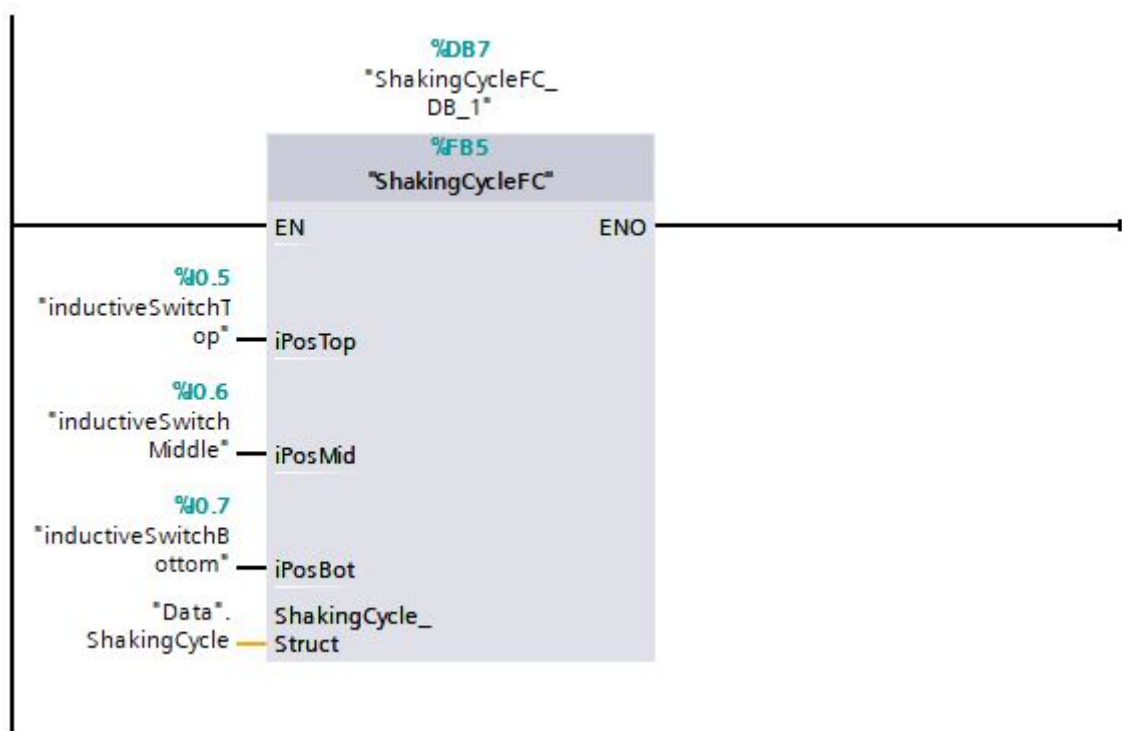 %DB7
"ShakingCycleFC_
DB_1"
%FB5
"ShakingCycleFC"
EN
ENO
%I0.5
"inductiveSwitchT
op"
iPosTop
%I0.6
"inductiveSwitch
Middle"
iPosMid
%I0.7
"inductiveSwitchB
ottom"
iPosBot
"Data".
ShakingCycle
ShakingCycle_
Struct